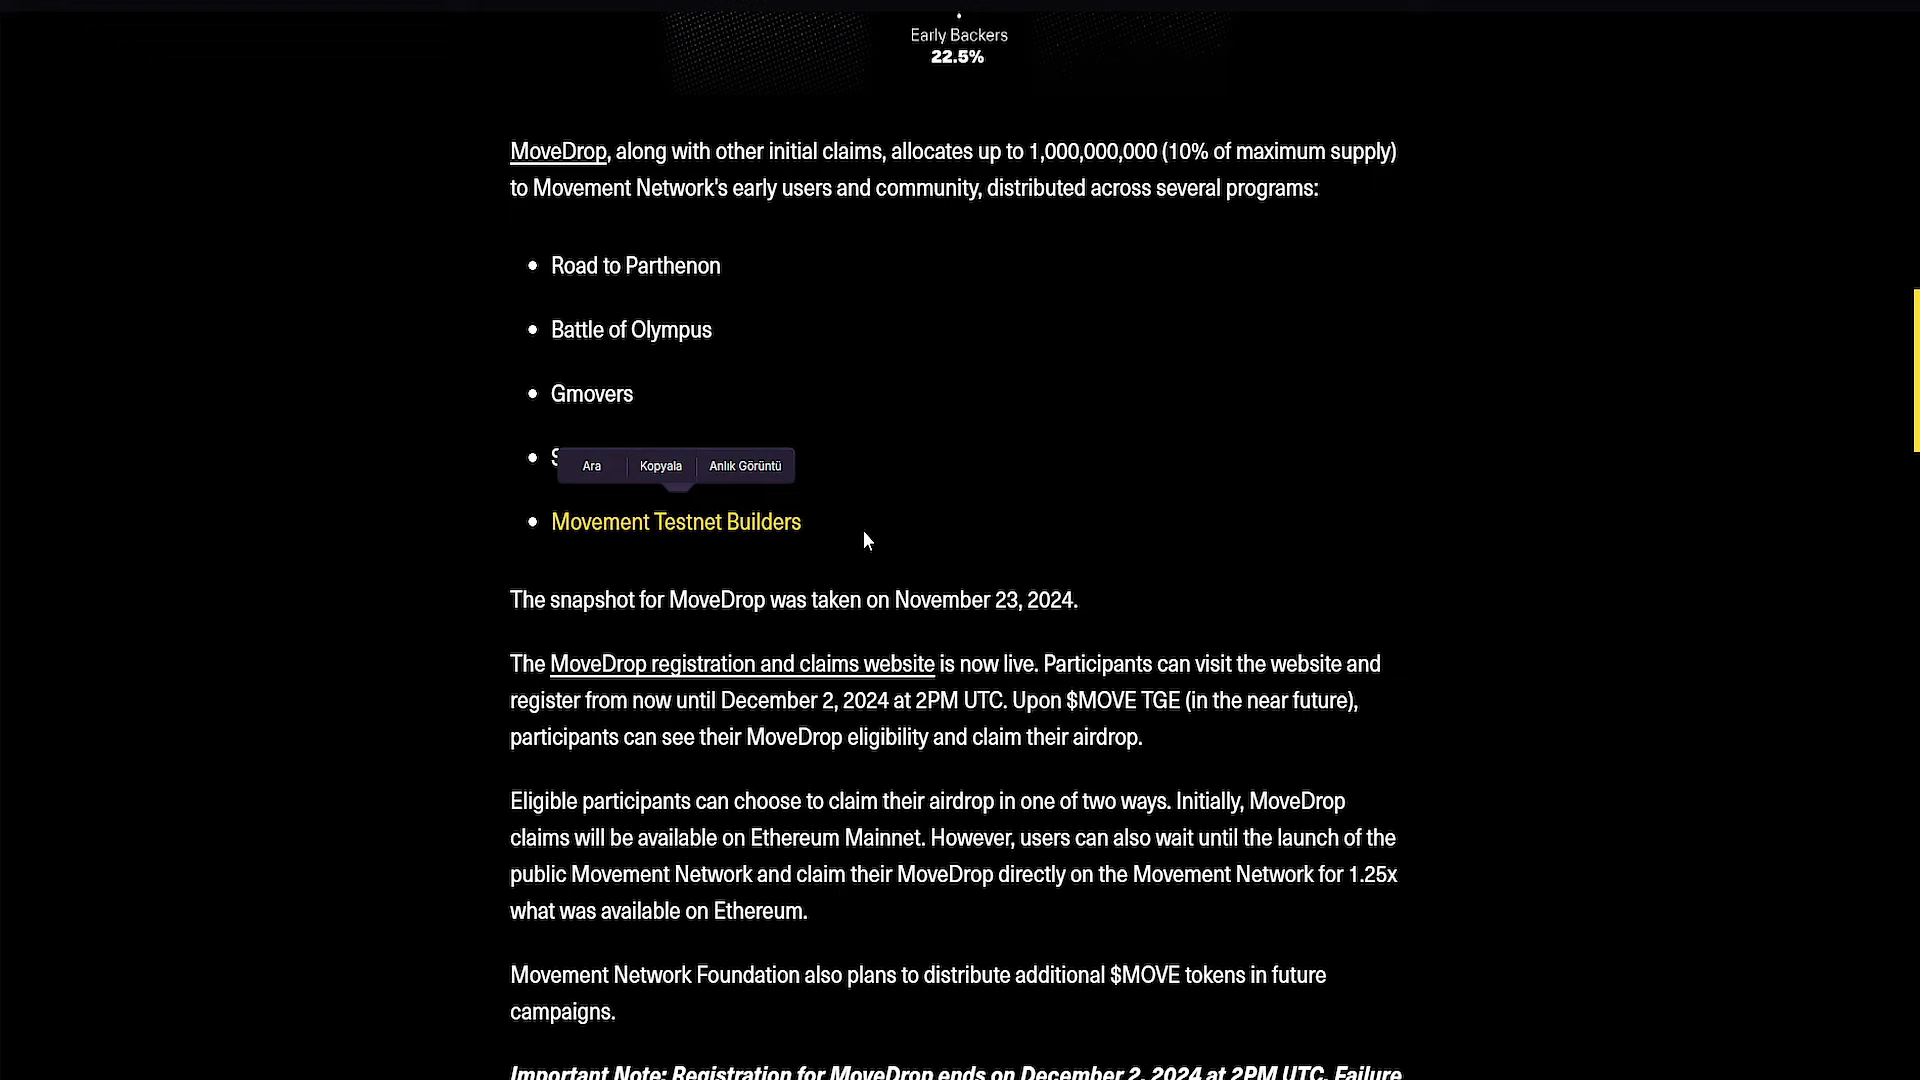 Early Backers
22.5%
MoveDrop, along with other initial claims, allocates up to 1,000,000,000 (10% of maximum supply)
to Movement Network's early users and community, distributed across several programs:
• Road to Parthenon
• Battle of Olympus
• Gmovers
Ara Kopyala Anlık Görüntü
• Movement Testnet Builders
The snapshot for MoveDrop was taken on November 23, 2024.
The MoveDrop registration and claims website is now live. Participants can visit the website and
register from now until December 2, 2024 at 2PM UTC. Upon $MOVE TGE (in the near future),
participants can see their MoveDrop eligibility and claim their airdrop.
Eligible participants can choose to claim their airdrop in one of two ways. Initially, MoveDrop
claims will be available on Ethereum Mainnet. However, users can also wait until the launch of the
public Movement Network and claim their MoveDrop directly on the Movement Network for 1.25x
what was available on Ethereum.
Movement Network Foundation also plans to distribute additional $MOVE tokens in future
campaigns.
Important Note: Registration for MoveDrop ends on December 2, 2024 at 2PM UTC. Failure